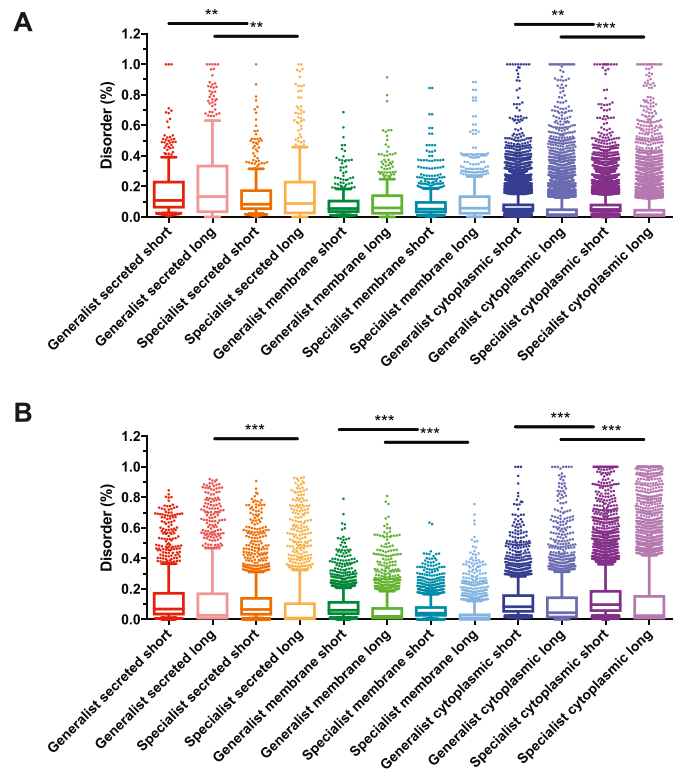 A
** ** ** ***
Disorder (%)
1.2
1.0
0.8
0.6
0.4
0.2
0.0
Generalist secreted short
Generalist secreted long
Specialist secreted short
Specialist secreted long
Generalist membrane short
Generalist membrane long
Specialist membrane short
Specialist membrane long
Generalist cytoplasmic short
Generalist cytoplasmic long
Specialist cytoplasmic short
Specialist cytoplasmic long
B
*** *** *** *** ***
Disorder (%)
1.2
1.0
0.8
0.6
0.4
0.2
0.0
Generalist secreted short
Generalist secreted long
Specialist secreted short
Specialist secreted long
Generalist membrane short
Generalist membrane long
Specialist membrane short
Specialist membrane long
Generalist cytoplasmic short
Generalist cytoplasmic long
Specialist cytoplasmic short
Specialist cytoplasmic long